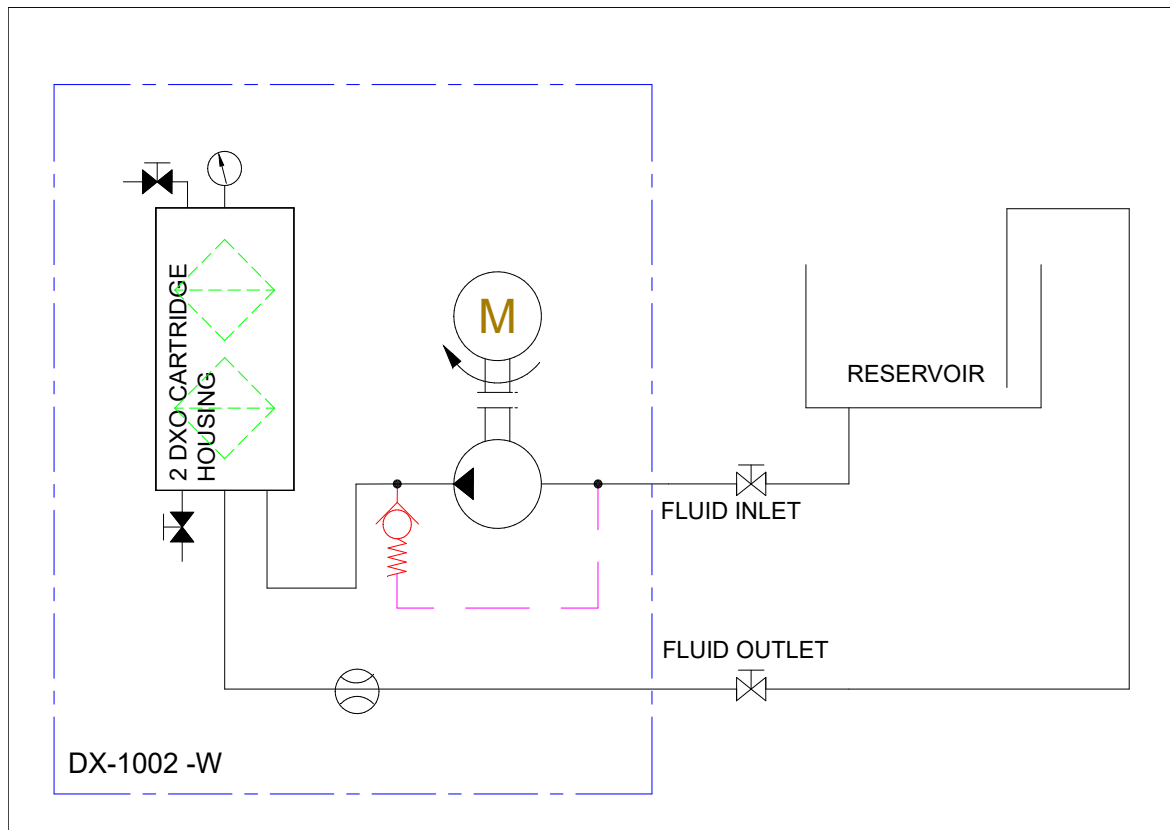 2 DXO CARTRIDGE
HOUSING
M
RESERVOIR
FLUID INLET
FLUID OUTLET
DX-1002 -W